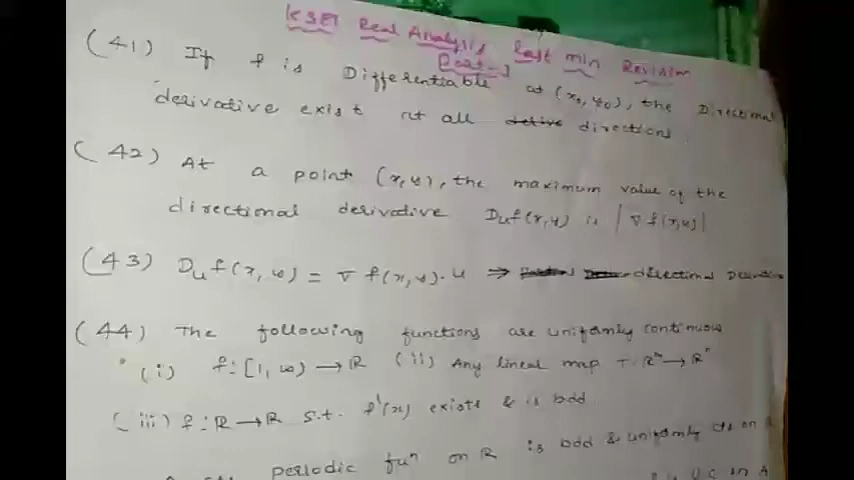 KSET Real Analysis Last min Revision
Part-1
(41) If f is Differentiable at (x₀, y₀), the Directional
derivative exist at all directions
(42) At a point (x,y), the maximum value of the
directional derivative Duf(x,y) is |∇f(x,y)|
(43) Duf(x,y) = ∇f(x,y).u ⇒ directional Derivative
(44) The following functions are uniformly continuous
(i) f:[1,∞) → R (ii) Any linear map T: Rᵐ → Rⁿ
(iii) f:R → R s.t. f'(x) exists & is bdd
periodic fuⁿ on R is bdd & uniformly cts on